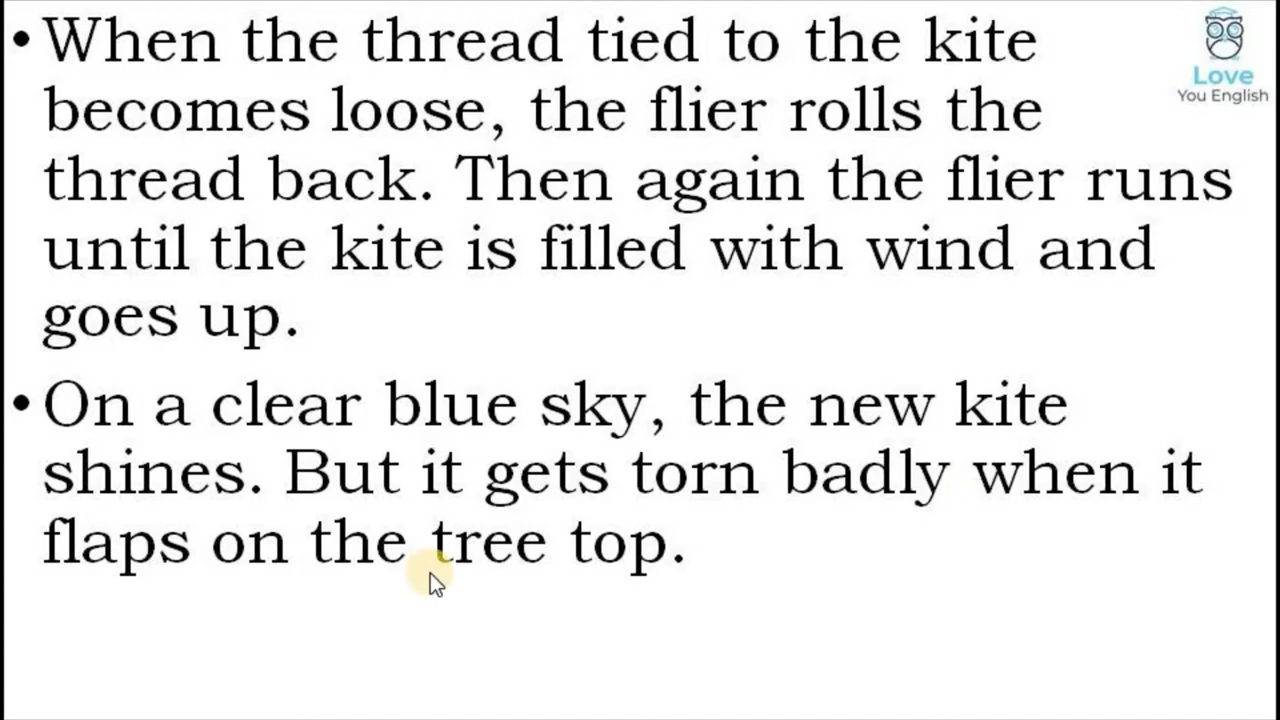 • When the thread tied to the kite
becomes loose, the flier rolls the
thread back. Then again the flier runs
until the kite is filled with wind and
goes up.
• On a clear blue sky, the new kite
shines. But it gets torn badly when it
flaps on the tree top.
Love
You English